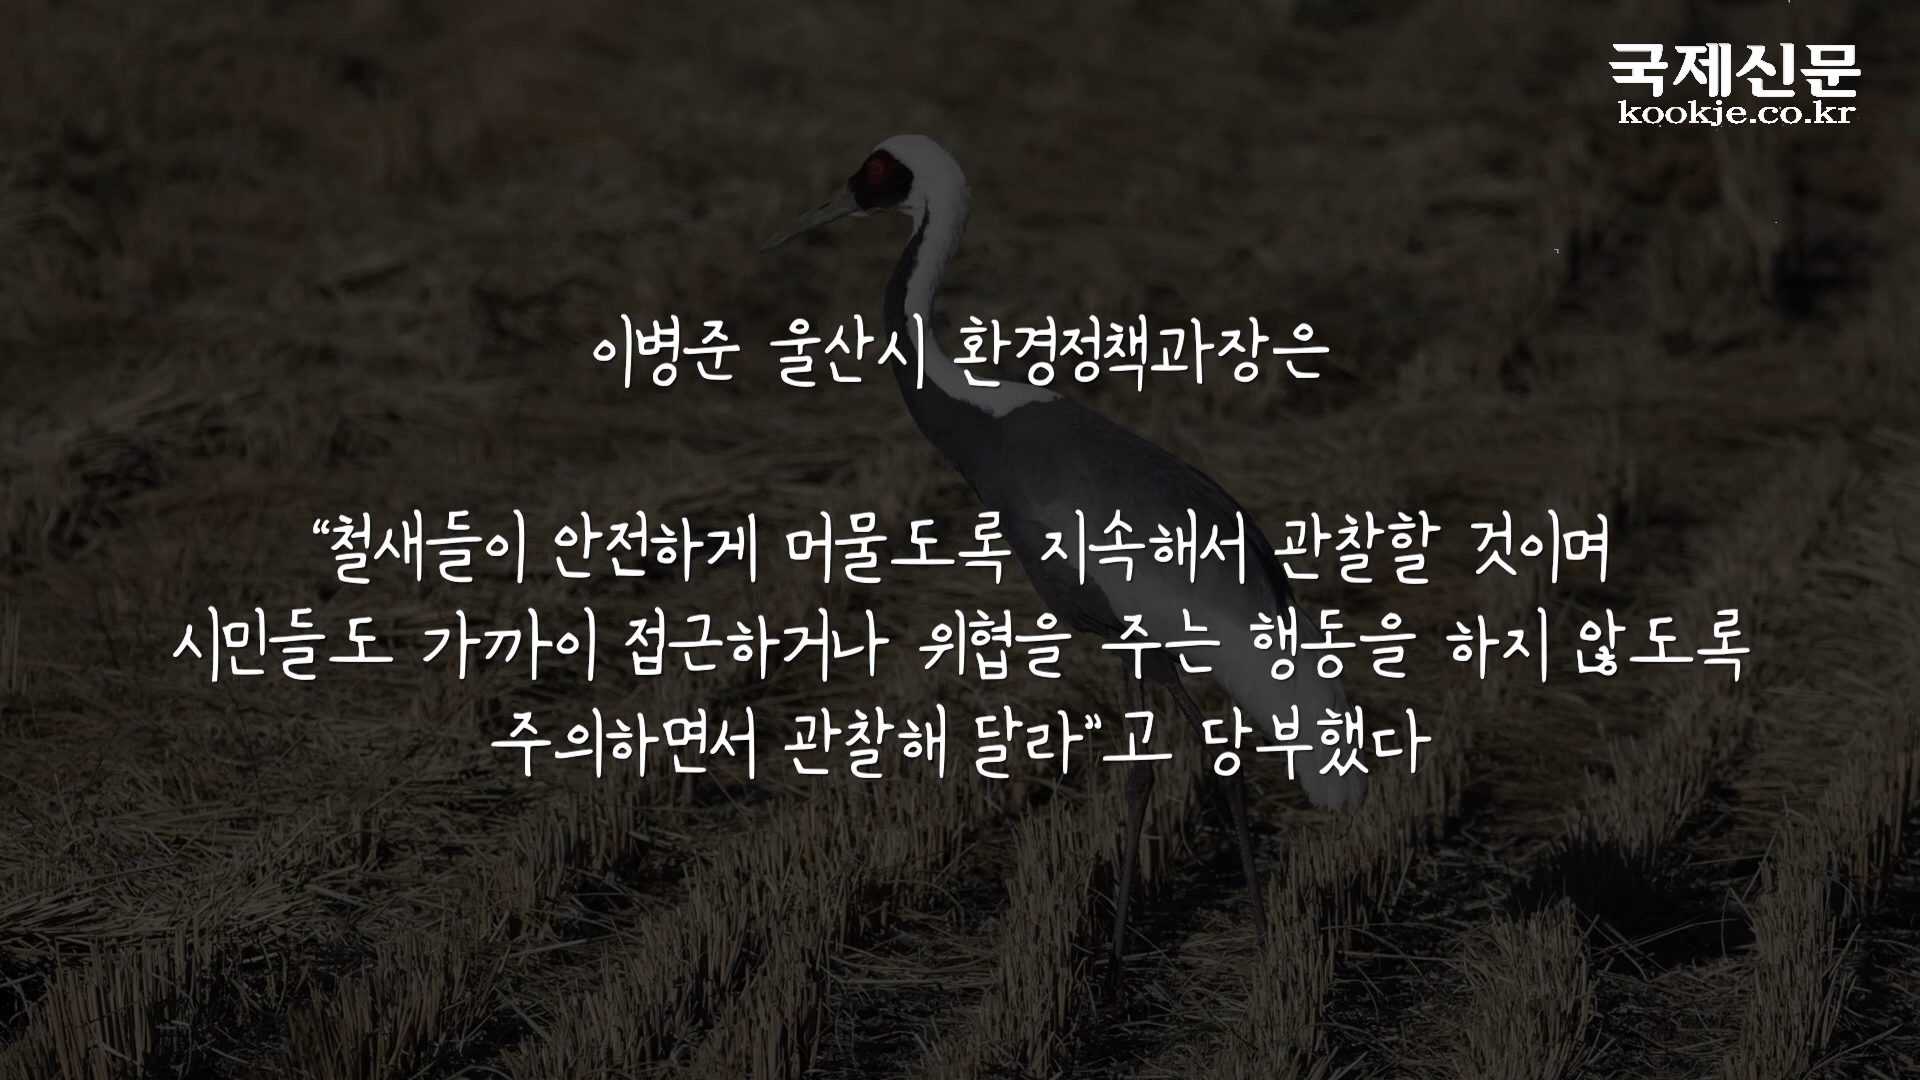 국제신문
kookje.co.kr
이병준 울산시 환경정책과장은
“철새들이 안전하게 머물도록 지속해서 관찰할 것이며
시민들도 가까이 접근하거나 위협을 주는 행동을 하지 않도록
주의하면서 관찰해 달라”고 당부했다